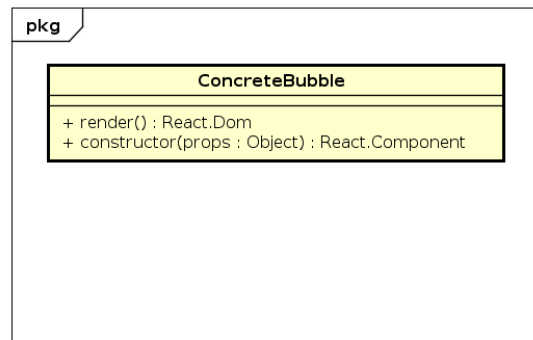 pkg
ConcreteBubble
+ render() : React.Dom
+ constructor(props : Object) : React.Component